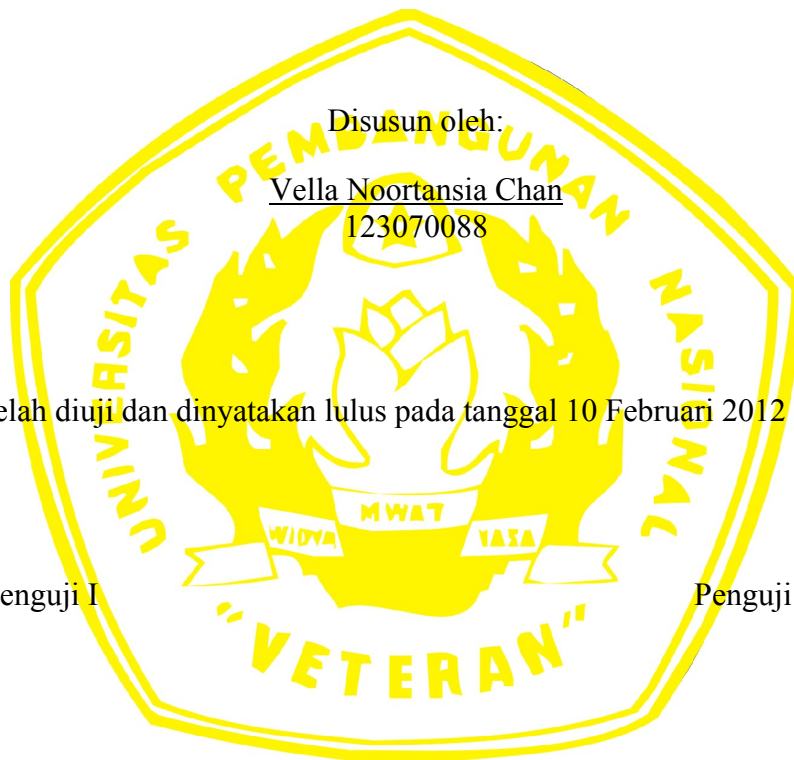 Disusun oleh:
UNIVERSITAS PEMBANGUNAN NASIONAL
Vella Noortansia Chan
123070088
elah diuji dan dinyatakan lulus pada tanggal 10 Februari 2012
WIDYA MWAT YASA
enguji I Penguji
"VETERAN"